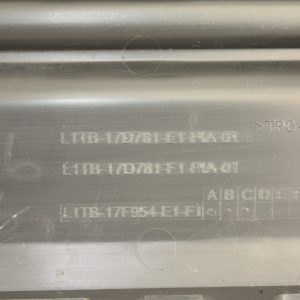 L1TB-17D781-E1-PIA-01
>TPO-
L1TB-17D781-F1-PIA-01
A B C D E F
L1TB-17F954-E1-F1